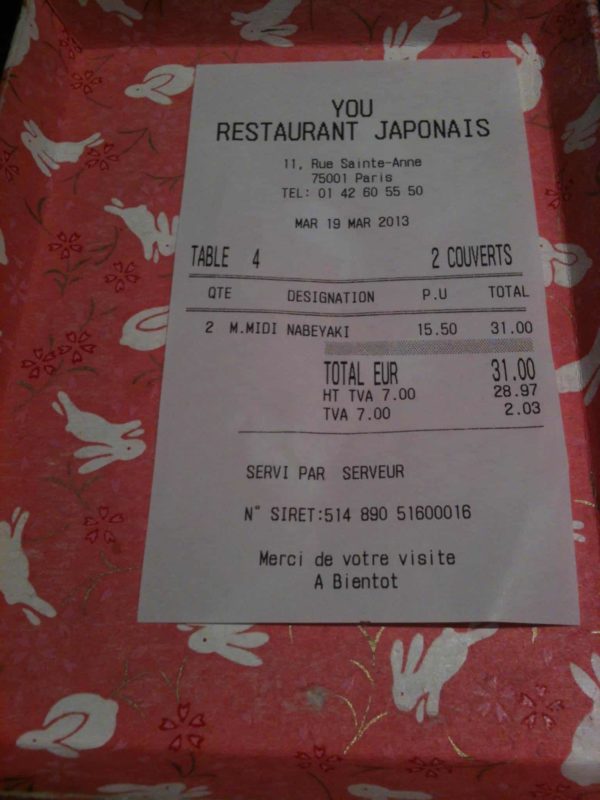 YOU
RESTAURANT JAPONAIS
11, Rue Sainte-Anne
75001 Paris
TEL: 01 42 60 55 50
MAR 19 MAR 2013
TABLE 4 2 COUVERTS
QTE DESIGNATION P.U TOTAL
2 M.MIDI NABEYAKI 15.50 31.00
TOTAL EUR 31.00
HT TVA 7.00 28.97
TVA 7.00 2.03
SERVI PAR SERVEUR
N° SIRET:514 890 51600016
Merci de votre visite
A Bientot